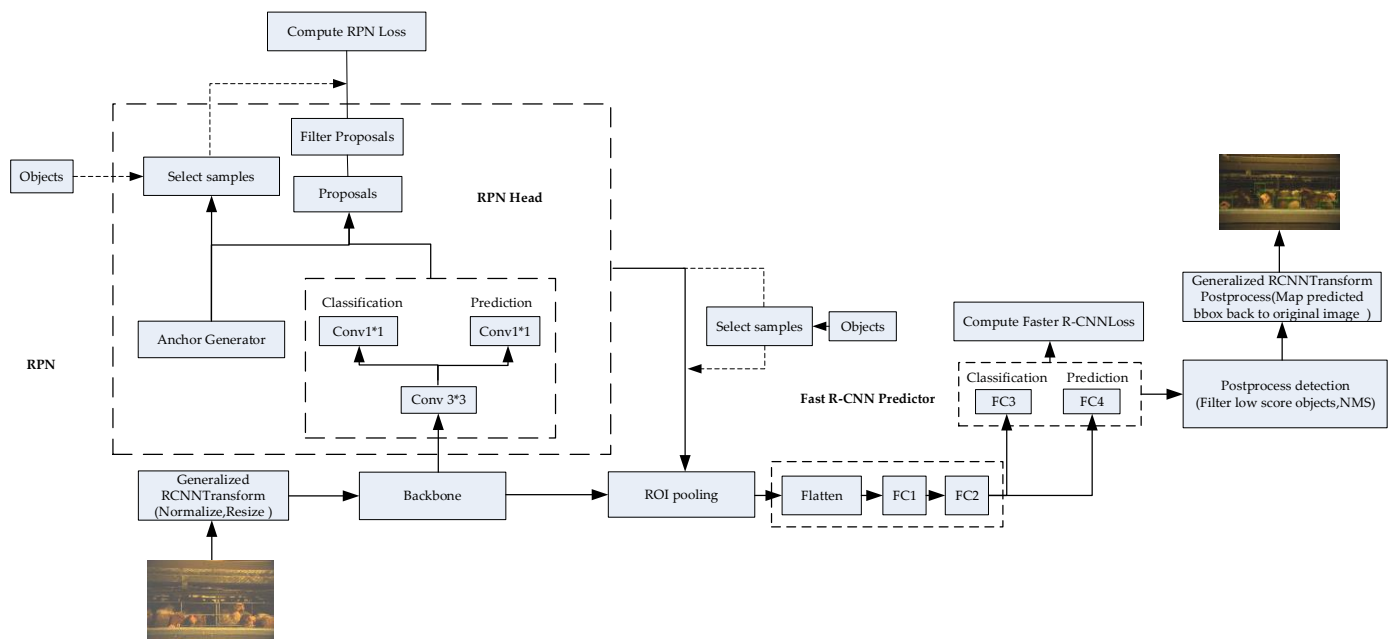 Compute RPN Loss
Filter Proposals
Objects
Select samples
Proposals
RPN Head
Classification
Prediction
Conv1*1
Conv1*1
Anchor Generator
RPN
Conv 3*3
Generalized
RCNNTransform
(Normalize,Resize )
Backbone
ROI pooling
Select samples
Objects
Fast R-CNN Predictor
Flatten
FC1
FC2
Compute Faster R-CNNLoss
Classification
Prediction
FC3
FC4
Postprocess detection
(Filter low score objects,NMS)
Generalized RCNNTransform
Postprocess(Map predicted
bbox back to original image )